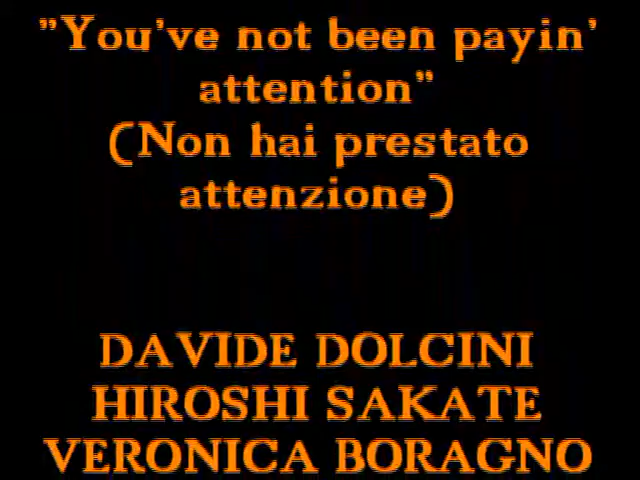 "You've not been payin'
attention"
(Non hai prestato
attenzione)
DAVIDE DOLCINI
HIROSHI SAKATE
VERONICA BORAGNO